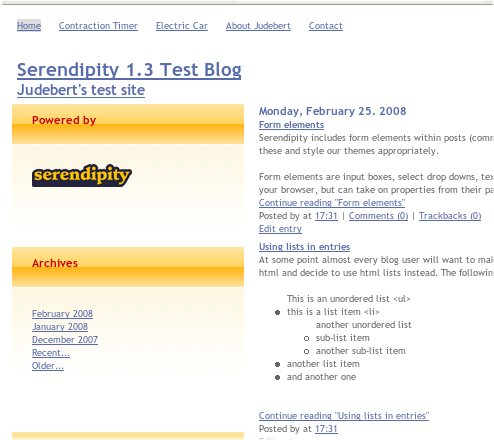 Home Contraction Timer Electric Car About Judebert Contact
Serendipity 1.3 Test Blog
Judebert's test site
Powered by
serendipity
Archives
February 2008
January 2008
December 2007
Recent...
Older...
Monday, February 25. 2008
Form elements
Serendipity includes form elements within posts (com
these and style our themes appropriately.
Form elements are input boxes, select drop downs, te
your browser, but can take on properties from their pa
Continue reading "Form elements"
Posted by at 17:31 | Comments (0) | Trackbacks (0)
Edit entry
Using lists in entries
At some point almost every blog user will want to ma
html and decide to use html lists instead. The followin
This is an unordered list <ul>
this is a list item <li>
another unordered list
sub-list item
another sub-list item
another list item
and another one
Continue reading "Using lists in entries"
Posted by at 17:31